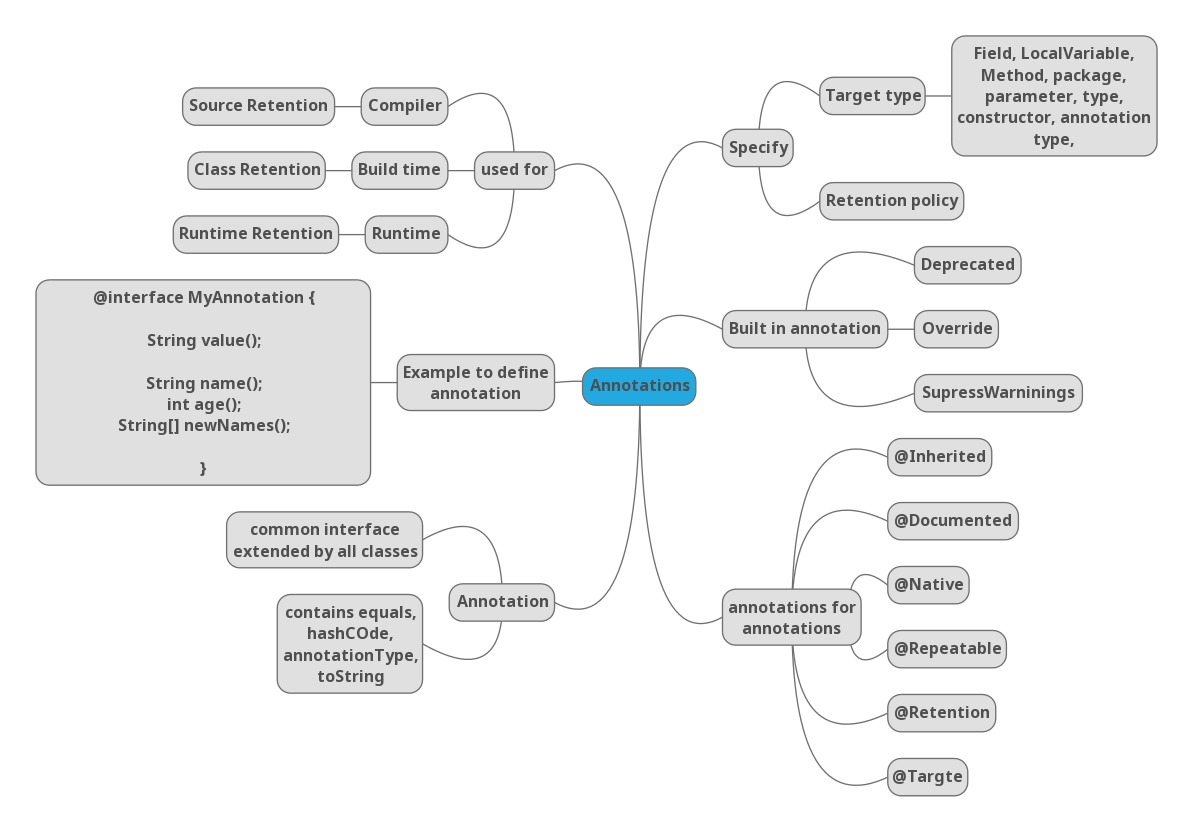 Annotations
Specify
Target type
Field, LocalVariable,
Method, package,
parameter, type,
constructor, annotation
type,
Retention policy
Built in annotation
Deprecated
Override
SupressWarninings
annotations for
annotations
@Inherited
@Documented
@Native
@Repeatable
@Retention
@Targte
used for
Compiler
Source Retention
Build time
Class Retention
Runtime
Runtime Retention
Example to define
annotation
@interface MyAnnotation {
String value();
String name();
int age();
String[] newNames();
}
Annotation
common interface
extended by all classes
contains equals,
hashCOde,
annotationType,
toString